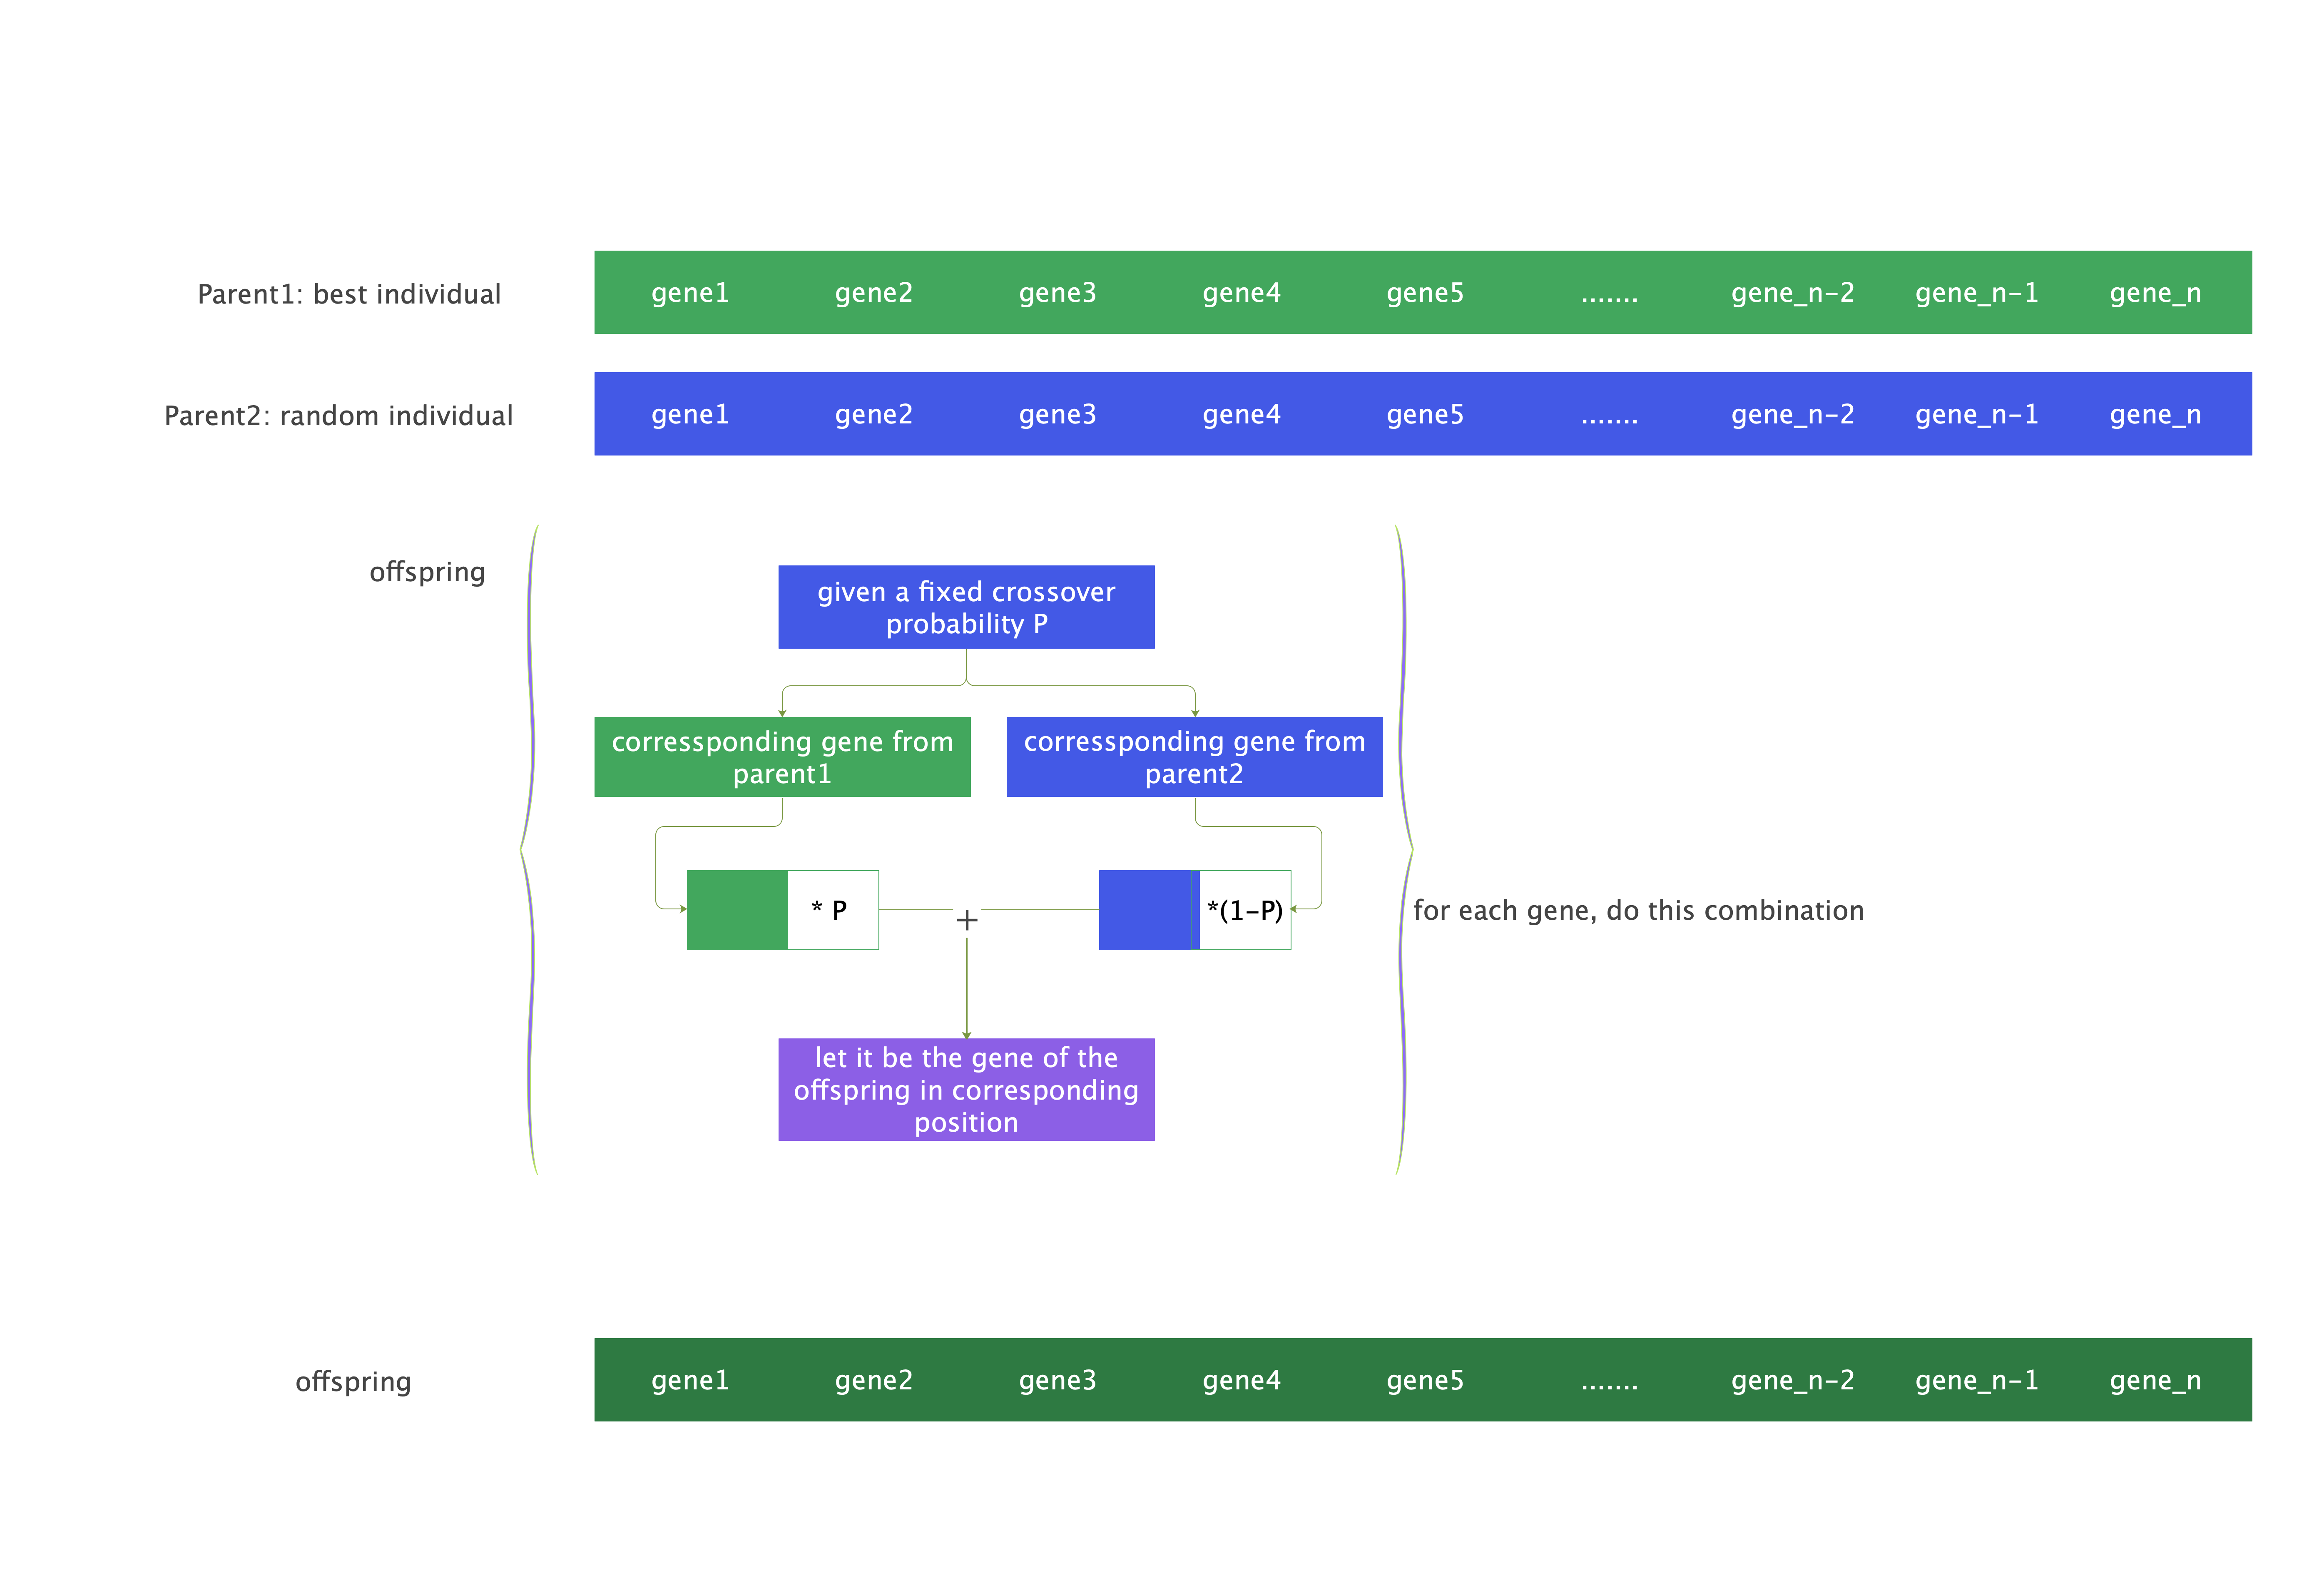 Parent1: best individual
gene1 gene2 gene3 gene4 gene5 ....... gene_n-2 gene_n-1 gene_n
Parent2: random individual
gene1 gene2 gene3 gene4 gene5 ....... gene_n-2 gene_n-1 gene_n
offspring
given a fixed crossover
probability P
corressponding gene from
parent1
corressponding gene from
parent2
* P
+
*(1-P)
for each gene, do this combination
let it be the gene of the
offspring in corresponding
position
offspring
gene1 gene2 gene3 gene4 gene5 ....... gene_n-2 gene_n-1 gene_n